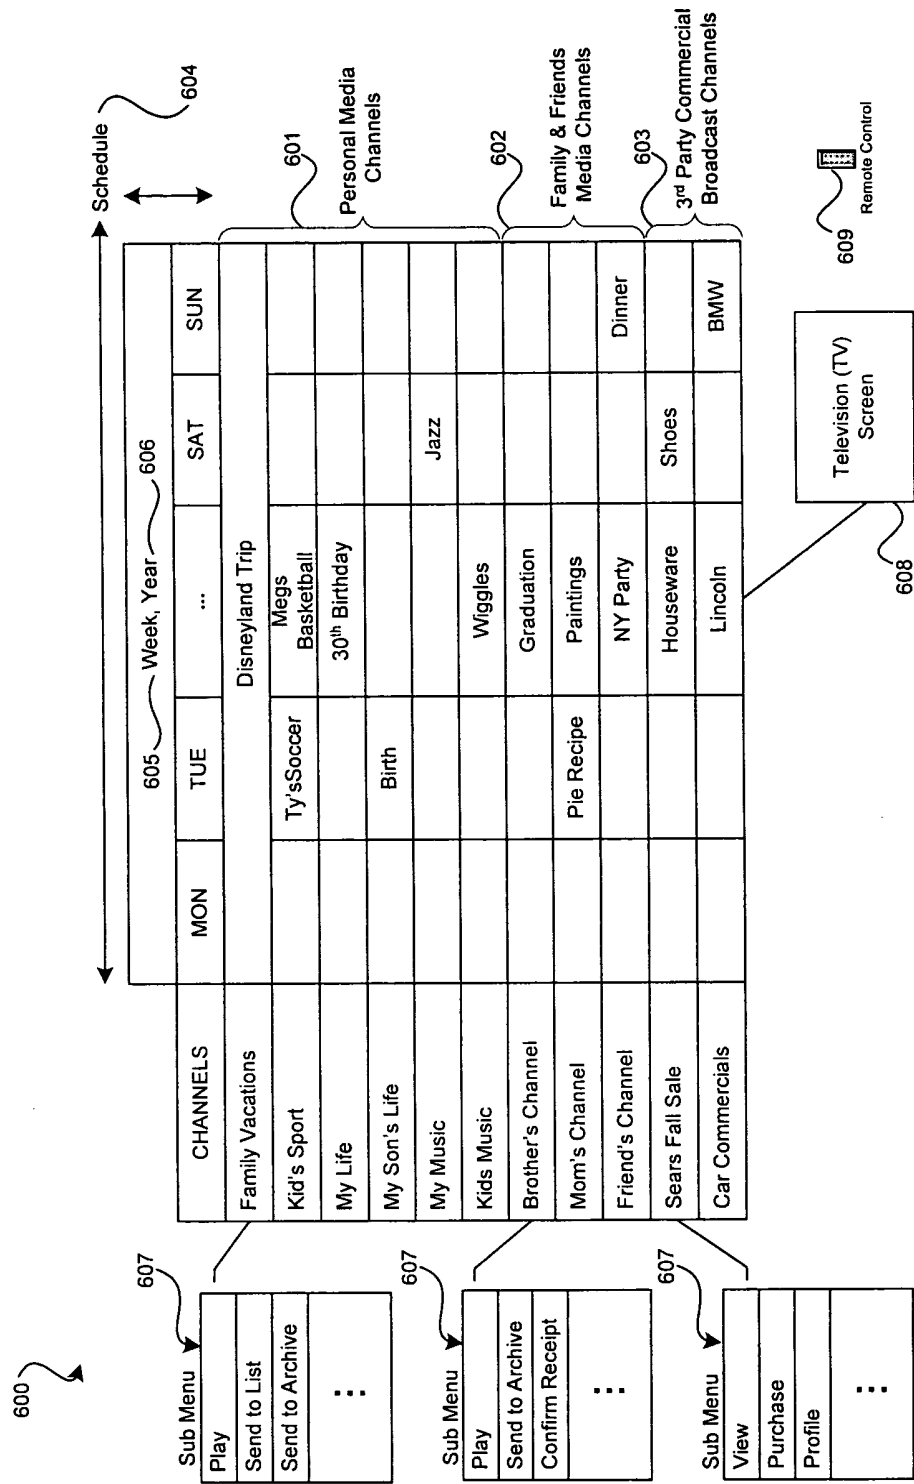 600
Schedule
604
605 Week, Year 606
CHANNELS MON TUE ... SAT SUN
Family Vacations Disneyland Trip
Kid's Sport Ty'sSoccer Megs Basketball
My Life 30th Birthday
My Son's Life Birth
My Music Jazz
Kids Music Wiggles
Brother's Channel Graduation
Mom's Channel Pie Recipe Paintings
Friend's Channel NY Party Dinner
Sears Fall Sale Houseware Shoes
Car Commercials Lincoln BMW
601
Personal Media
Channels
602
Family & Friends
Media Channels
603
3rd Party Commercial
Broadcast Channels
Sub Menu
607
Play
Send to List
Send to Archive
...
Sub Menu
607
Play
Send to Archive
Confirm Receipt
...
Sub Menu
607
View
Purchase
Profile
...
Television (TV)
Screen
608
609
Remote Control